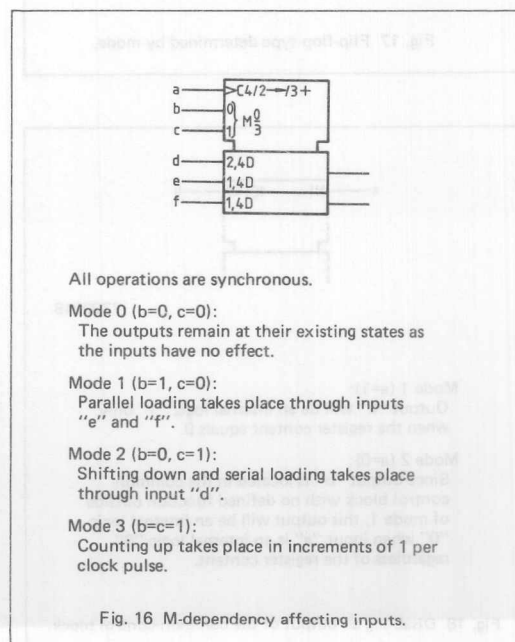 Fig. 17 Flip-flop type determined by mode.
a >C4/2→/3+
b 0
c 1 } M 0/3
d 2,4D
e 1,4D
f 1,4D
All operations are synchronous.
Mode 0 (b=0, c=0):
The outputs remain at their existing states as
the inputs have no effect.
Mode 1 (b=1, c=0):
Parallel loading takes place through inputs
"e" and "f".
Mode 2 (b=0, c=1):
Shifting down and serial loading takes place
through input "d".
Mode 3 (b=c=1):
Counting up takes place in increments of 1 per
clock pulse.
Fig. 16 M-dependency affecting inputs.